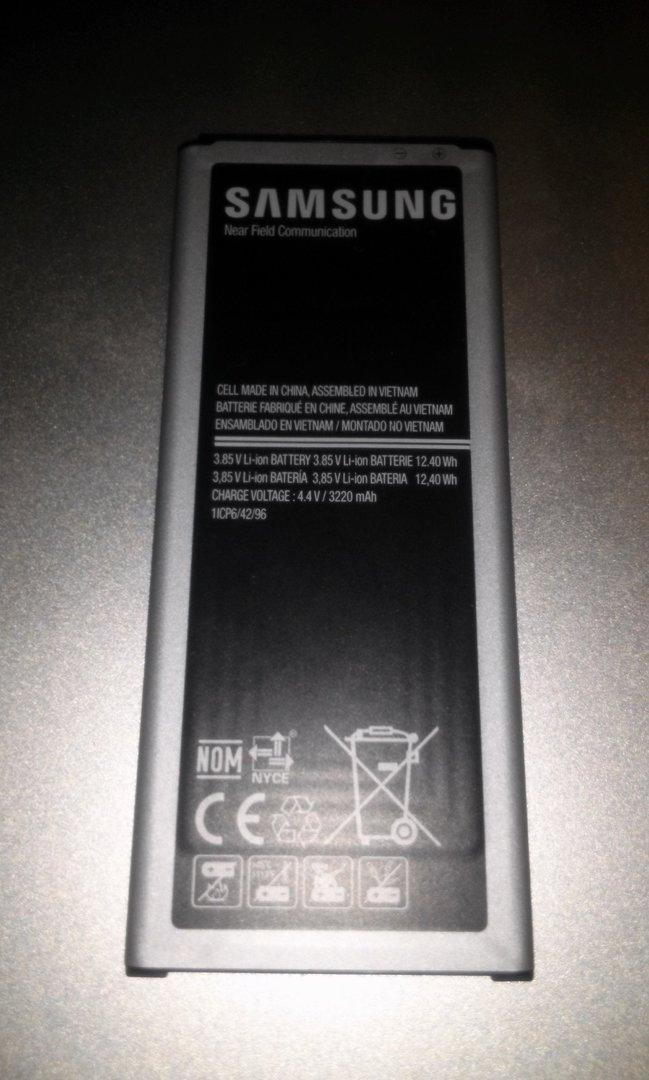 SAMSUNG
Near Field Communication
CELL MADE IN CHINA, ASSEMBLED IN VIETNAM
BATTERIE FABRIQUÉ EN CHINE, ASSEMBLÉ AU VIETNAM
ENSAMBLADO EN VIETNAM / MONTADO NO VIETNAM
3.85 V Li-ion BATTERY 3.85 V Li-ion BATTERIE 12.40 Wh
3,85 V Li-ion BATERÍA 3,85 V Li-ion BATERIA 12,40 Wh
CHARGE VOLTAGE : 4.4 V / 3220 mAh
1ICP6/42/96
NOM
NYCE
CE